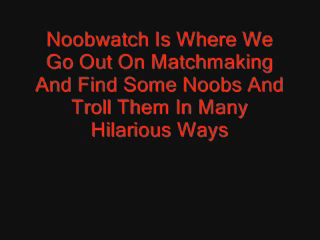 Noobwatch Is Where We
Go Out On Matchmaking
And Find Some Noobs And
Troll Them In Many
Hilarious Ways